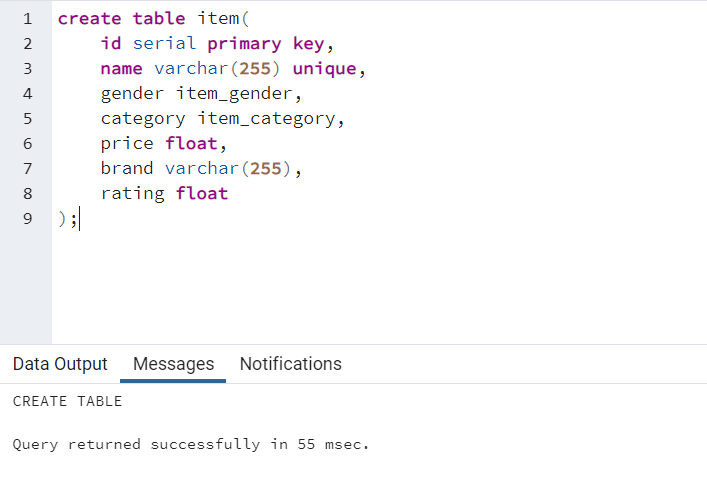 1 create table item(
2     id serial primary key,
3     name varchar(255) unique,
4     gender item_gender,
5     category item_category,
6     price float,
7     brand varchar(255),
8     rating float
9 );
Data Output Messages Notifications
CREATE TABLE
Query returned successfully in 55 msec.